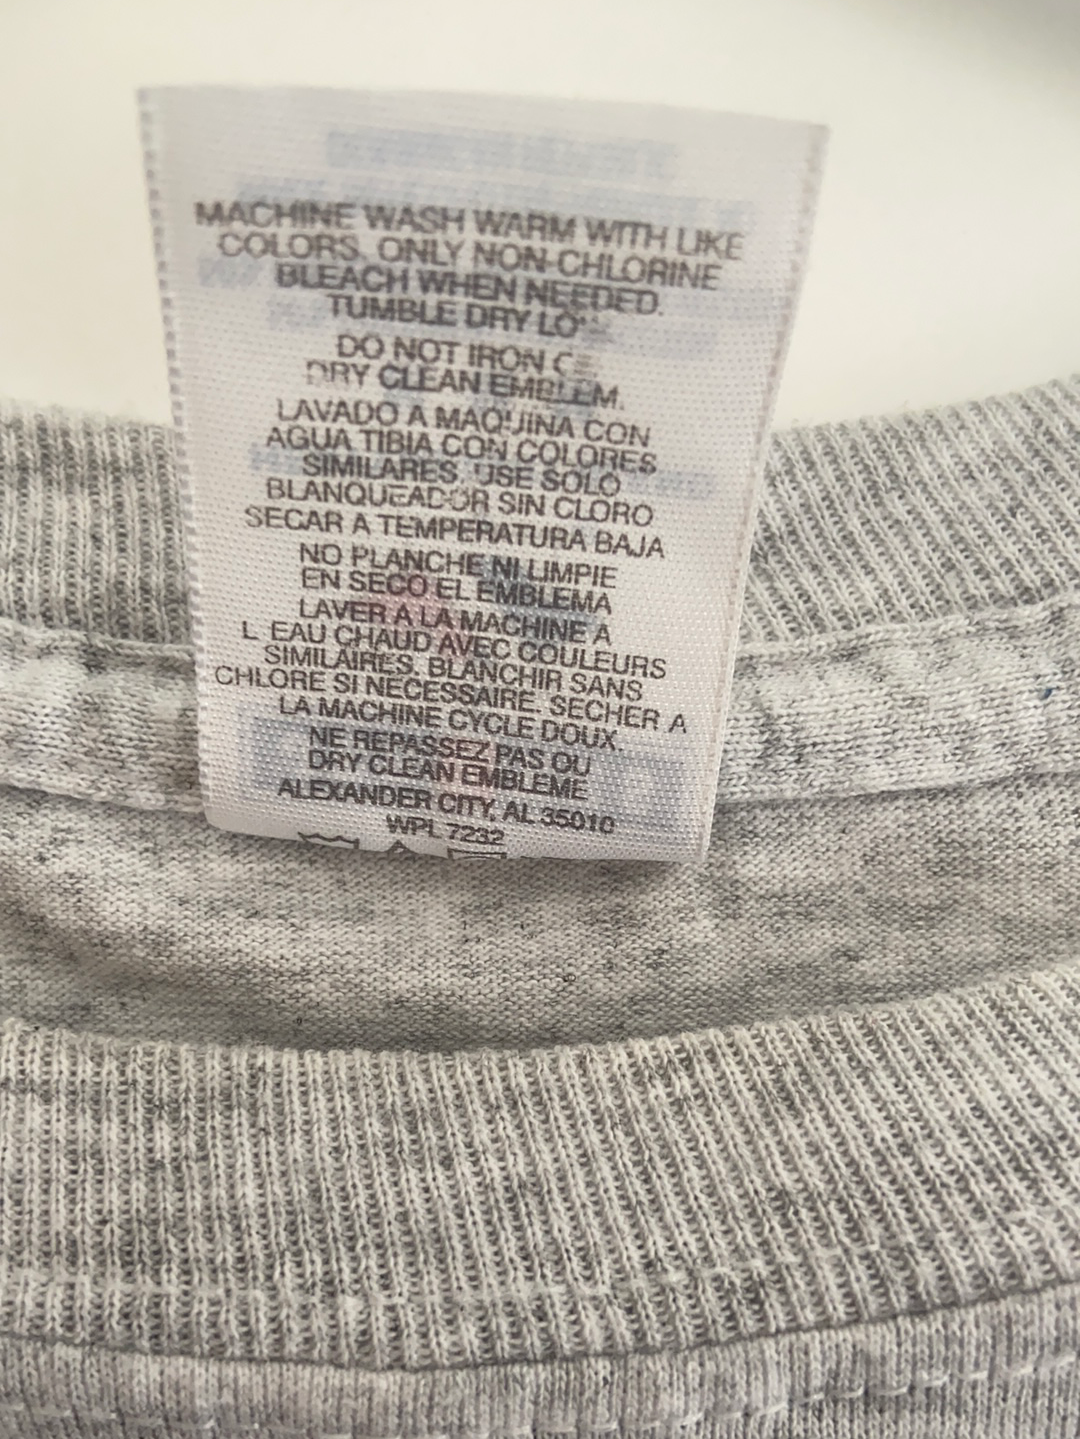 MACHINE WASH WARM WITH LIKE
COLORS. ONLY NON-CHLORINE
BLEACH WHEN NEEDED.
TUMBLE DRY
DO NOT IRON
DRY CLEAN EMBLEM.
LAVADO A MAQUINA CON
AGUA TIBIA CON COLORES
SIMILARES. USE SOLO
BLANQUEADOR SIN CLORO
SECAR A TEMPERATURA BAJA
NO PLANCHE NI LIMPIE
EN SECO EL EMBLEMA
LAVER A LA MACHINE A
L EAU CHAUD AVEC COULEURS
SIMILAIRES. BLANCHIR SANS
CHLORE SI NECESSAIRE. SECHER A
LA MACHINE CYCLE DOUX.
NE REPASSEZ PAS OU
DRY CLEAN EMBLEME
ALEXANDER CITY, AL 35010
WPL 7232